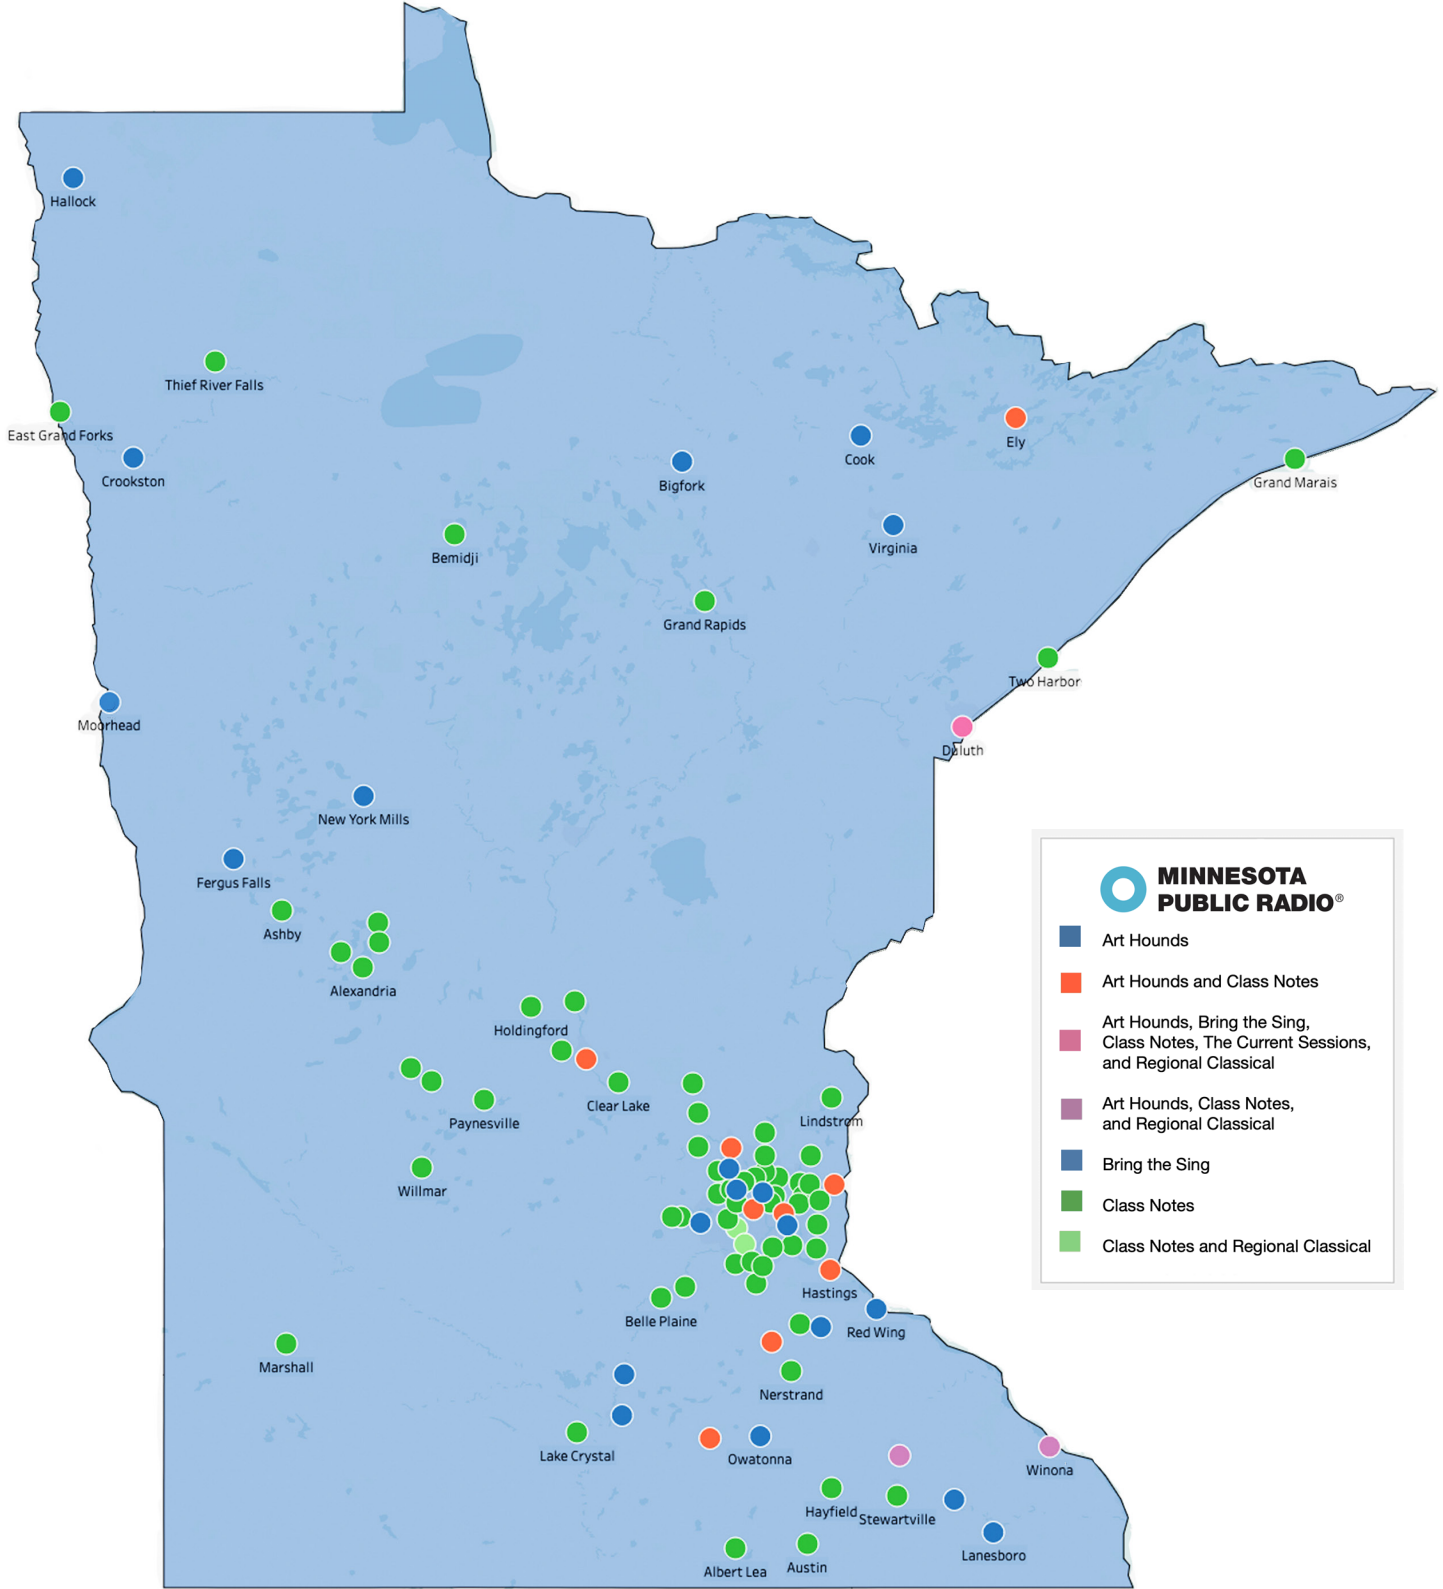 Hallock
Thief River Falls
East Grand Forks
Crookston
Ely
Cook
Bigfork
Grand Marais
Virginia
Bemidji
Grand Rapids
Two Harbor
Moorhead
Duluth
New York Mills
Fergus Falls
Ashby
Alexandria
Holdingford
Clear Lake
Paynesville
Lindstrom
Willmar
Hastings
Belle Plaine
Red Wing
Marshall
Nerstrand
Lake Crystal
Owatonna
Winona
Hayfield
Stewartville
Lanesboro
Austin
Albert Lea
MINNESOTA
PUBLIC RADIO®
Art Hounds
Art Hounds and Class Notes
Art Hounds, Bring the Sing,
Class Notes, The Current Sessions,
and Regional Classical
Art Hounds, Class Notes,
and Regional Classical
Bring the Sing
Class Notes
Class Notes and Regional Classical